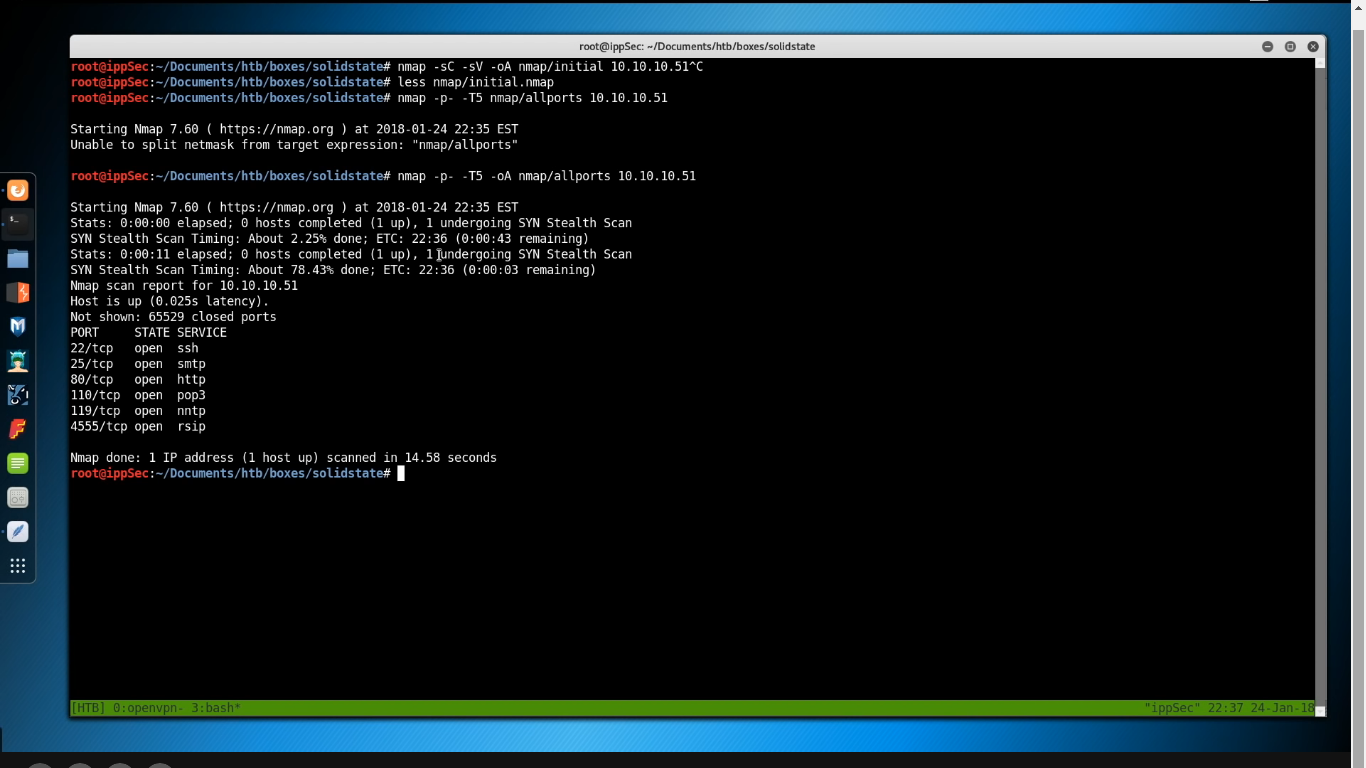 root@ippSec: ~/Documents/htb/boxes/solidstate
root@ippSec:~/Documents/htb/boxes/solidstate# nmap -sC -sV -oA nmap/initial 10.10.10.51^C
root@ippSec:~/Documents/htb/boxes/solidstate# less nmap/initial.nmap
root@ippSec:~/Documents/htb/boxes/solidstate# nmap -p- -T5 nmap/allports 10.10.10.51
Starting Nmap 7.60 ( https://nmap.org ) at 2018-01-24 22:35 EST
Unable to split netmask from target expression: "nmap/allports"
root@ippSec:~/Documents/htb/boxes/solidstate# nmap -p- -T5 -oA nmap/allports 10.10.10.51
Starting Nmap 7.60 ( https://nmap.org ) at 2018-01-24 22:35 EST
Stats: 0:00:00 elapsed; 0 hosts completed (1 up), 1 undergoing SYN Stealth Scan
SYN Stealth Scan Timing: About 2.25% done; ETC: 22:36 (0:00:43 remaining)
Stats: 0:00:11 elapsed; 0 hosts completed (1 up), 1 undergoing SYN Stealth Scan
SYN Stealth Scan Timing: About 78.43% done; ETC: 22:36 (0:00:03 remaining)
Nmap scan report for 10.10.10.51
Host is up (0.025s latency).
Not shown: 65529 closed ports
PORT     STATE SERVICE
22/tcp   open  ssh
25/tcp   open  smtp
80/tcp   open  http
110/tcp  open  pop3
119/tcp  open  nntp
4555/tcp open  rsip
Nmap done: 1 IP address (1 host up) scanned in 14.58 seconds
root@ippSec:~/Documents/htb/boxes/solidstate#
[HTB] 0:openvpn- 3:bash* "ippSec" 22:37 24-Jan-18